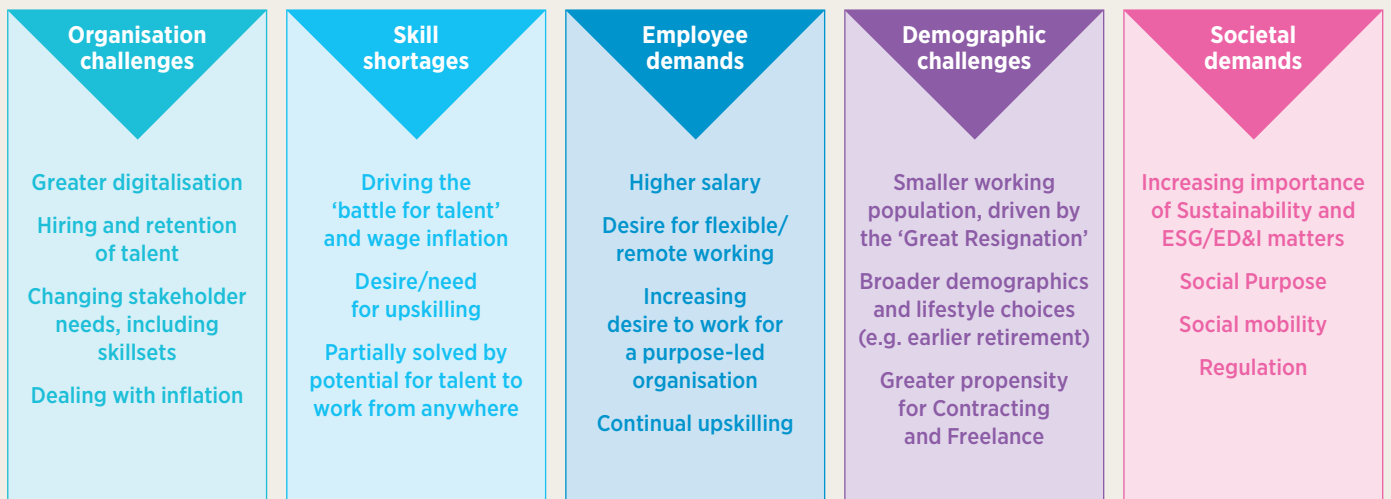 Organisation
challenges
Greater digitalisation
Hiring and retention
of talent
Changing stakeholder
needs, including
skillsets
Dealing with inflation
Skill
shortages
Driving the
‘battle for talent’
and wage inflation
Desire/need
for upskilling
Partially solved by
potential for talent to
work from anywhere
Employee
demands
Higher salary
Desire for flexible/
remote working
Increasing
desire to work for
a purpose-led
organisation
Continual upskilling
Demographic
challenges
Smaller working
population, driven by
the ‘Great Resignation’
Broader demographics
and lifestyle choices
(e.g. earlier retirement)
Greater propensity
for Contracting
and Freelance
Societal
demands
Increasing importance
of Sustainability and
ESG/ED&I matters
Social Purpose
Social mobility
Regulation